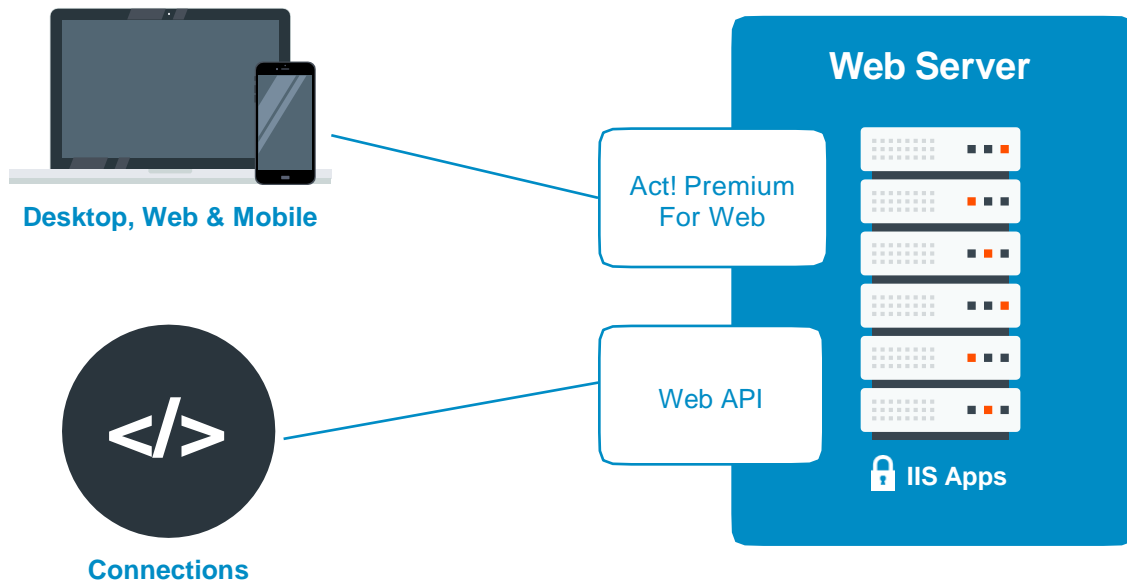 Web Server
Act! Premium
For Web
Desktop, Web & Mobile
Web API
</>
IIS Apps
Connections